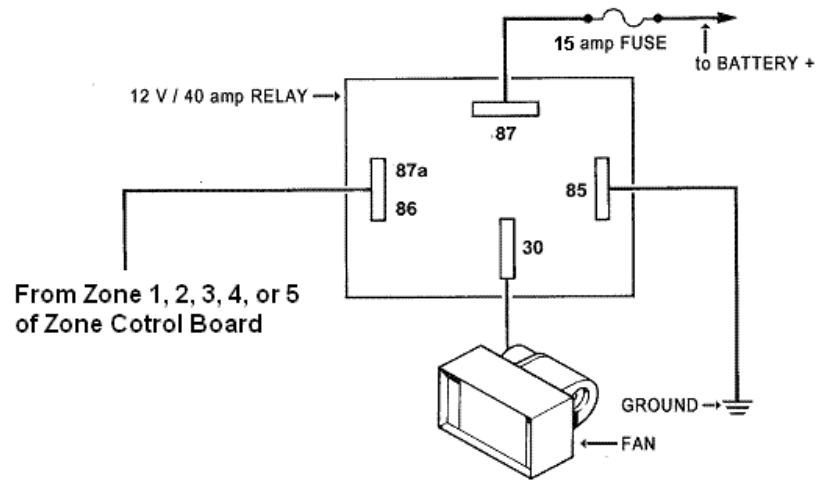 15 amp FUSE
to BATTERY +
12 V / 40 amp RELAY
87
87a
86
85
30
From Zone 1, 2, 3, 4, or 5
of Zone Cotrol Board
GROUND
FAN